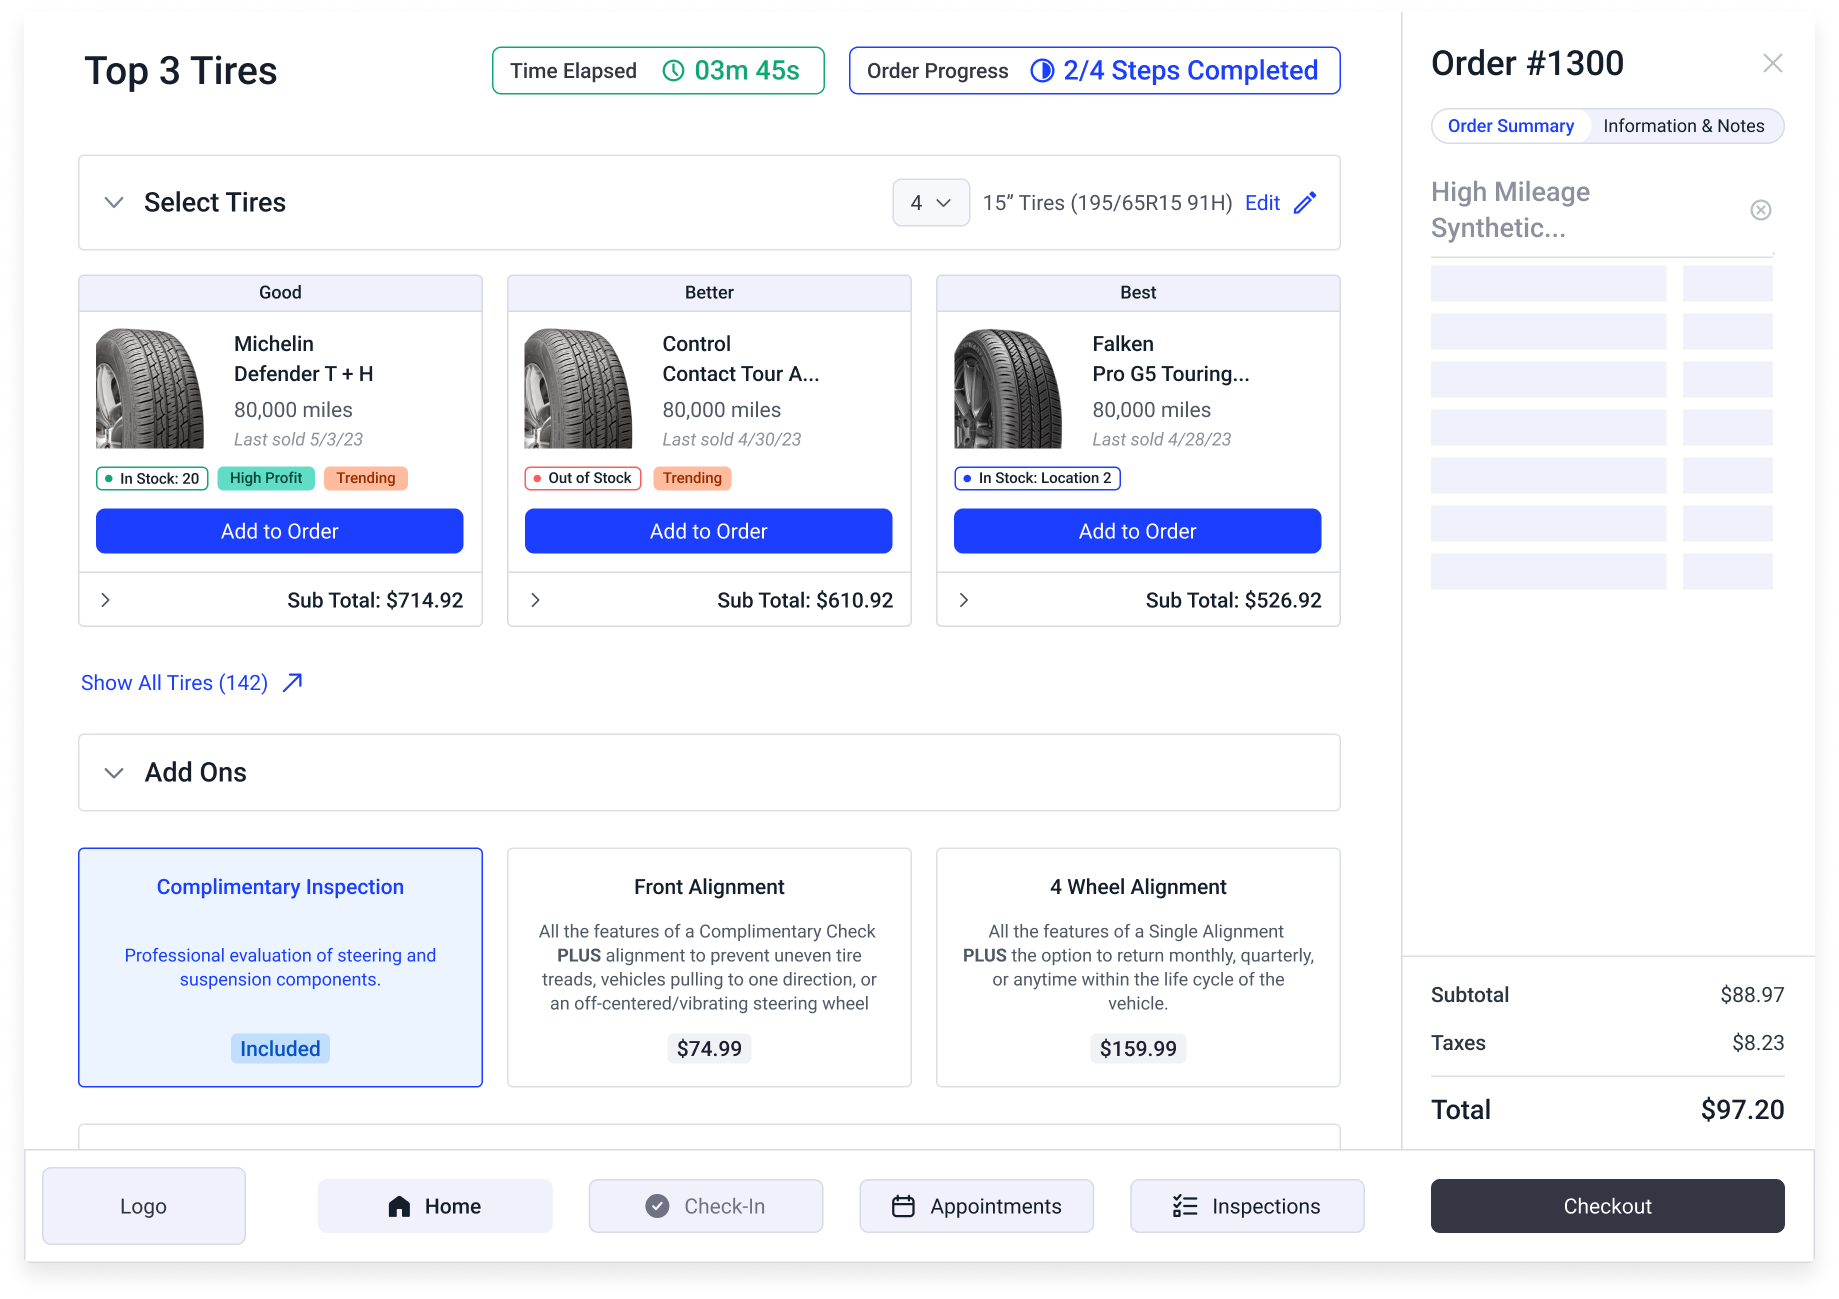 Top 3 Tires
Time Elapsed 03m 45s
Order Progress 2/4 Steps Completed
Select Tires
4
15” Tires (195/65R15 91H) Edit
Good
Michelin
Defender T + H
80,000 miles
Last sold 5/3/23
In Stock: 20
High Profit
Trending
Add to Order
Sub Total: $714.92
Better
Control
Contact Tour A...
80,000 miles
Last sold 4/30/23
Out of Stock
Trending
Add to Order
Sub Total: $610.92
Best
Falken
Pro G5 Touring...
80,000 miles
Last sold 4/28/23
In Stock: Location 2
Add to Order
Sub Total: $526.92
Show All Tires (142)
Add Ons
Complimentary Inspection
Professional evaluation of steering and
suspension components.
Included
Front Alignment
All the features of a Complimentary Check
PLUS alignment to prevent uneven tire
treads, vehicles pulling to one direction, or
an off-centered/vibrating steering wheel
$74.99
4 Wheel Alignment
All the features of a Single Alignment
PLUS the option to return monthly, quarterly,
or anytime within the life cycle of the
vehicle.
$159.99
Order #1300
Order Summary
Information & Notes
High Mileage
Synthetic...
Subtotal $88.97
Taxes $8.23
Total $97.20
Logo
Home
Check-In
Appointments
Inspections
Checkout